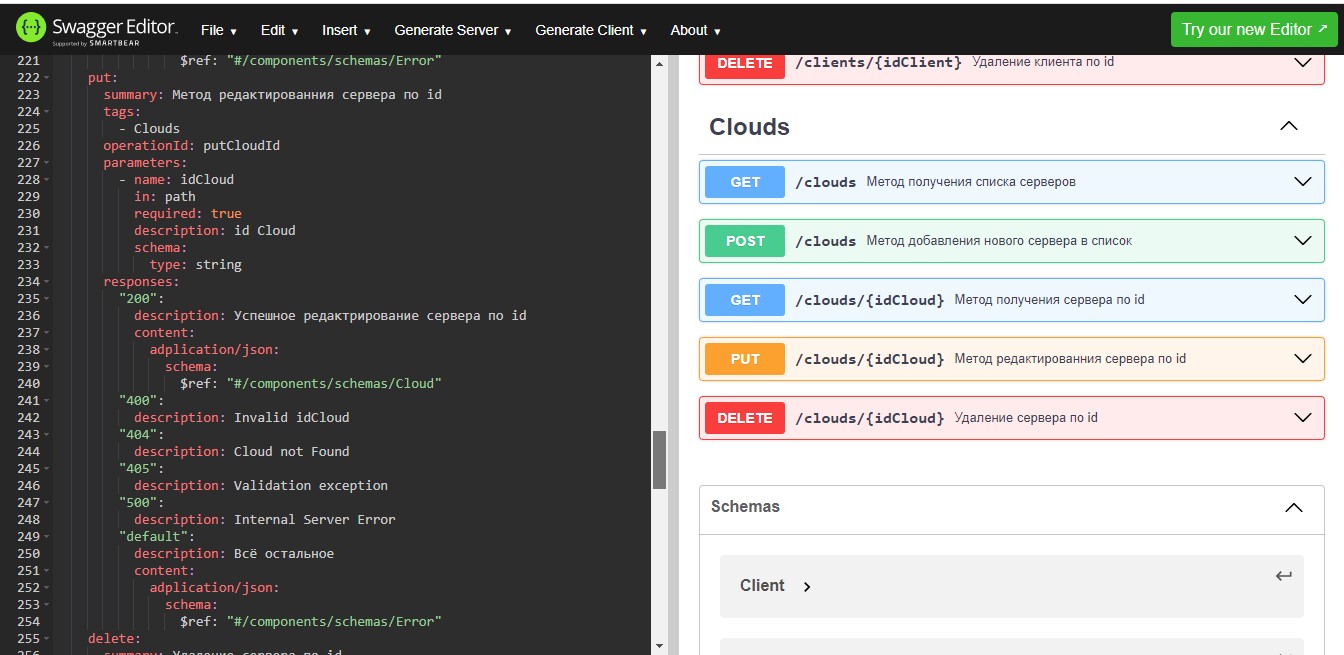 Swagger Editor
Supported by SMARTBEAR
File Edit Insert Generate Server Generate Client About
Try our new Editor
221 $ref: "#/components/schemas/Error"
222 put:
223 summary: Метод редактированния сервера по id
224 tags:
225 - Clouds
226 operationId: putCloudId
227 parameters:
228 - name: idCloud
229 in: path
230 required: true
231 description: id Cloud
232 schema:
233 type: string
234 responses:
235 "200":
236 description: Успешное редактрирование сервера по id
237 content:
238 adplication/json:
239 schema:
240 $ref: "#/components/schemas/Cloud"
241 "400":
242 description: Invalid idCloud
243 "404":
244 description: Cloud not Found
245 "405":
246 description: Validation exception
247 "500":
248 description: Internal Server Error
249 "default":
250 description: Всё остальное
251 content:
252 adplication/json:
253 schema:
254 $ref: "#/components/schemas/Error"
255 delete:
256 summary: Удаление сервера по id
DELETE /clients/{idClient} Удаление клиента по id
Clouds
GET /clouds Метод получения списка серверов
POST /clouds Метод добавления нового сервера в список
GET /clouds/{idCloud} Метод получения сервера по id
PUT /clouds/{idCloud} Метод редактированния сервера по id
DELETE /clouds/{idCloud} Удаление сервера по id
Schemas
Client